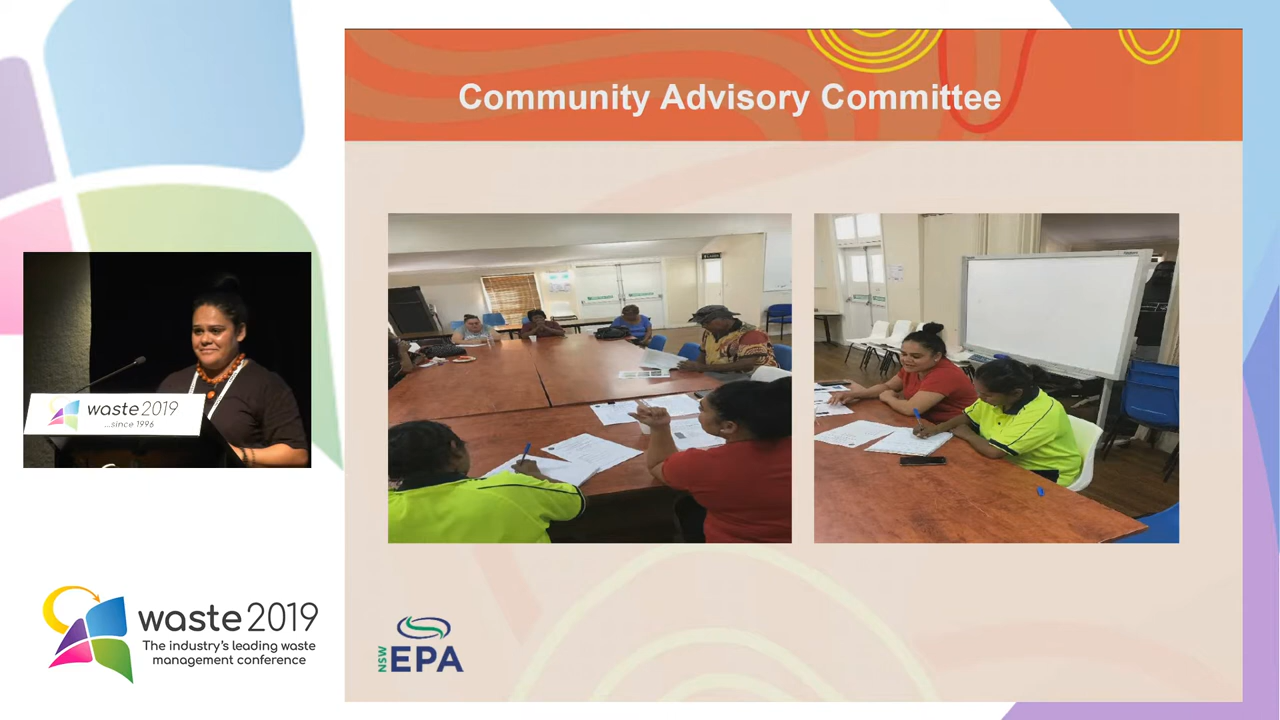 Community Advisory Committee
waste 2019
...since 1996
waste 2019
The industry's leading waste
management conference
NSW EPA